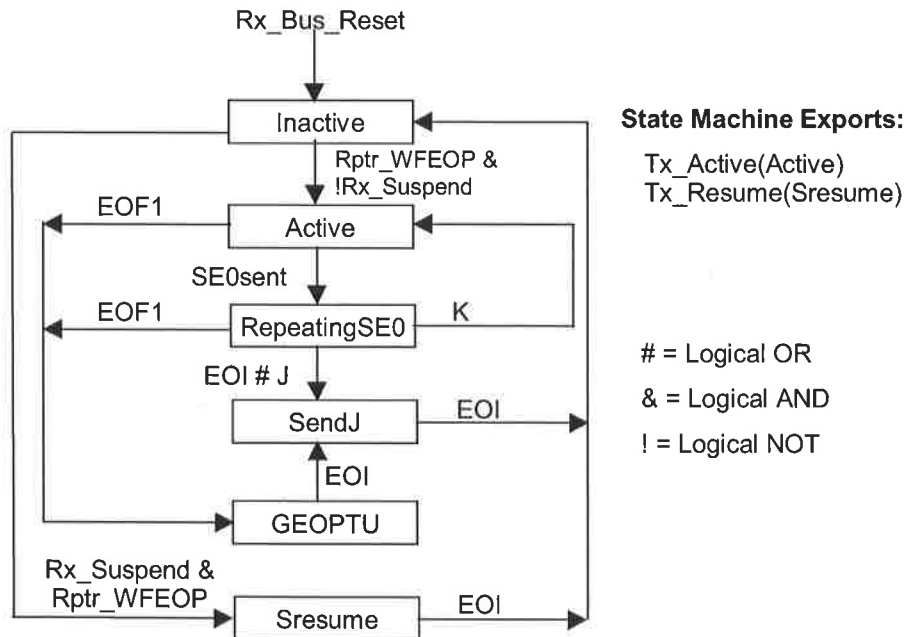 Rx_Bus_Reset
Inactive
State Machine Exports:
Rptr_WFEOP &
!Rx_Suspend
Tx_Active(Active)
Tx_Resume(Sresume)
EOF1
Active
SE0sent
EOF1
RepeatingSE0
K
EOI # J
# = Logical OR
& = Logical AND
! = Logical NOT
SendJ
EOI
EOI
GEOPTU
Rx_Suspend &
Rptr_WFEOP
Sresume
EOI